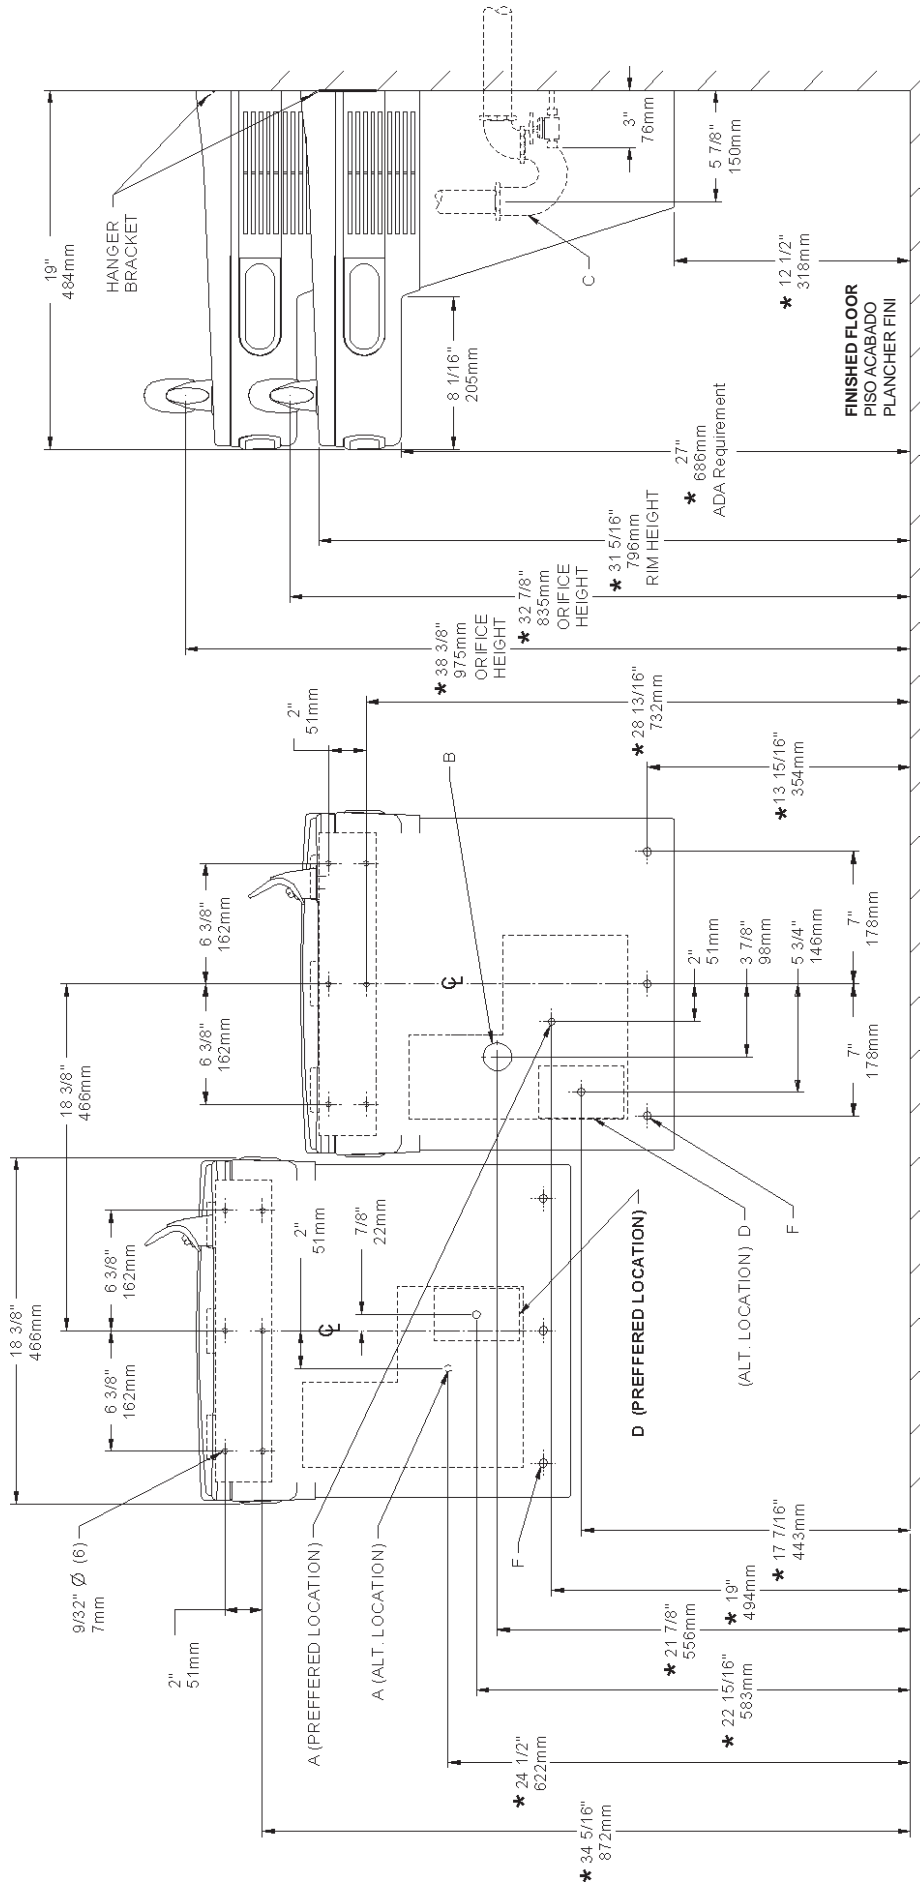 18 3/8"
466mm
9/32" Ø (6)
7mm
6 3/8"
162mm
6 3/8"
162mm
18 3/8"
466mm
6 3/8"
162mm
6 3/8"
162mm
2"
51mm
2"
51mm
7/8"
22mm
℄
2"
51mm
℄
A (PREFFERED LOCATION)
A (ALT. LOCATION)
F
D (PREFFERED LOCATION)
(ALT. LOCATION) D
F
B
2"
51mm
3 7/8"
98mm
5 3/4"
146mm
7"
178mm
7"
178mm
* 34 5/16"
872mm
* 24 1/2"
622mm
* 22 15/16"
583mm
* 21 7/8"
556mm
* 19"
494mm
* 17 7/16"
443mm
* 28 13/16"
732mm
* 13 15/16"
354mm
19"
484mm
HANGER
BRACKET
* 38 3/8"
975mm
ORIFICE
HEIGHT
* 32 7/8"
835mm
ORIFICE
HEIGHT
* 31 5/16"
796mm
RIM HEIGHT
27"
* 686mm
ADA Requirement
8 1/16"
205mm
C
3"
76mm
5 7/8"
150mm
* 12 1/2"
318mm
FINISHED FLOOR
PISO ACABADO
PLANCHER FINI